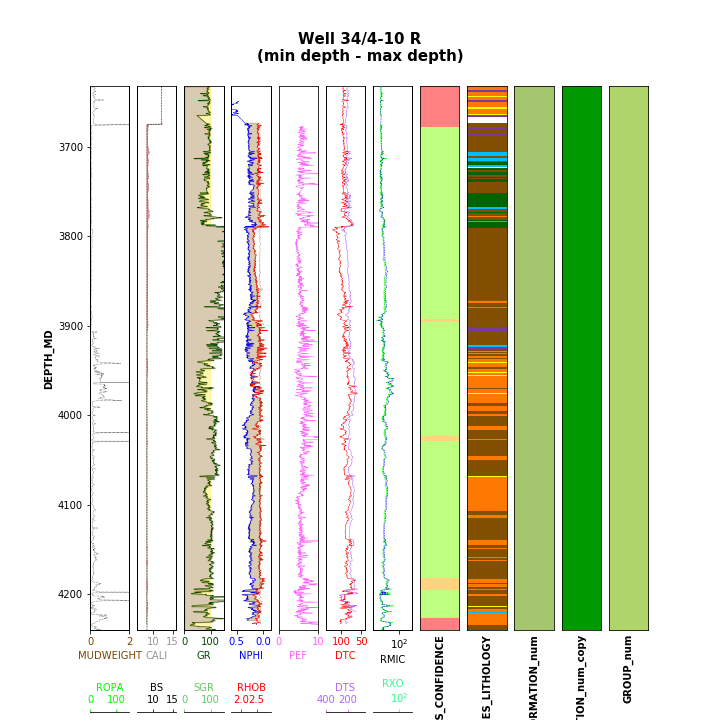 Well 34/4-10 R
(min depth - max depth)
DEPTH_MD
3700
3800
3900
4000
4100
4200
0 2 10 15 0 100 0.5 0.0 0 10 100 50 10²
MUDWEIGHT CALI GR NPHI PEF DTC RMIC
ROPA BS SGR RHOB DTS RXO
0 100 10 15 0 100 2.0 2.5 400 200 10²
S_CONFIDENCE
ES_LITHOLOGY
RMATION_num
TION_num_copy
GROUP_num